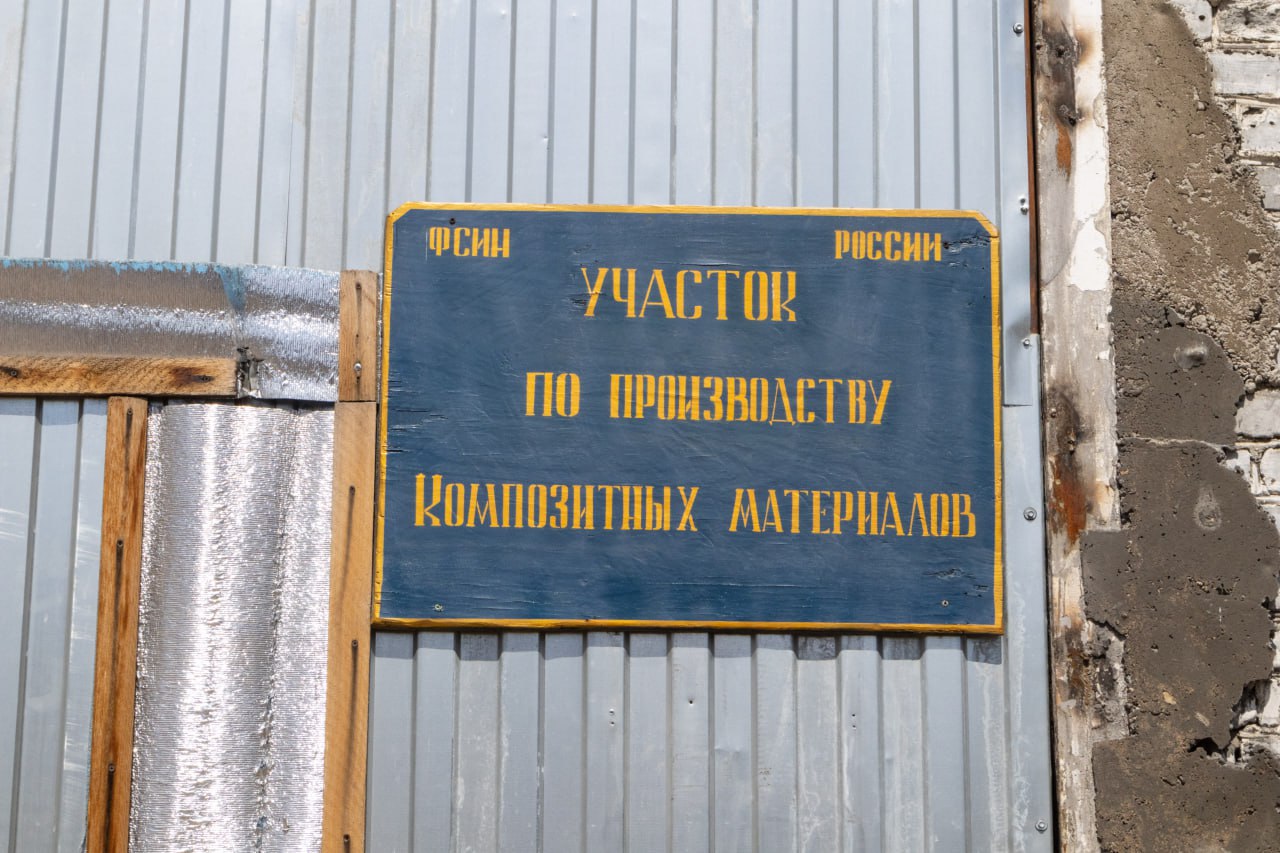 ФСИН РОССИИ
УЧАСТОК
ПО ПРОИЗВОДСТВУ
КОМПОЗИТНЫХ МАТЕРИАЛОВ